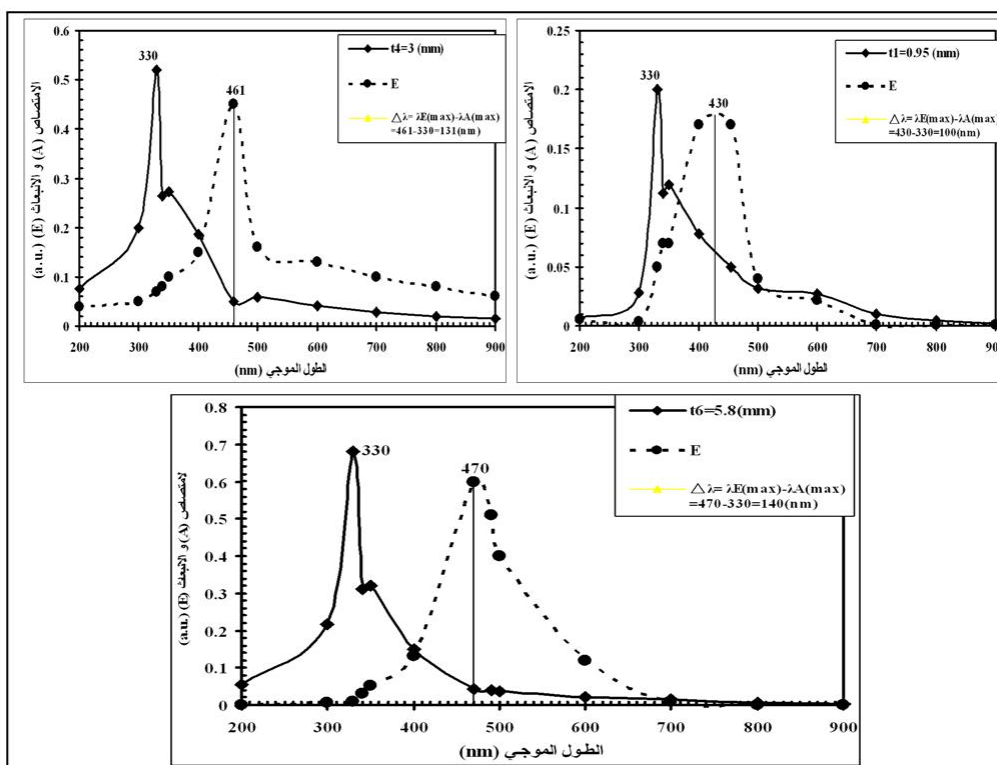 0.6
0.5
0.4
0.3
0.2
0.1
0
الامتصاص (A) و الانبعاث (E) (a.u.)
330
461
t4=3 (mm)
E
△λ= λE(max)-λA(max)
=461-330=131(nm)
200 300 400 500 600 700 800 900
الطول الموجي (nm)
0.25
0.2
0.15
0.1
0.05
0
الامتصاص (A) و الانبعاث (E) (a.u.)
330
430
t1=0.95 (mm)
E
△λ= λE(max)-λA(max)
=430-330=100(nm)
200 300 400 500 600 700 800 900
الطول الموجي (nm)
0.8
0.7
0.6
0.5
0.4
0.3
0.2
0.1
0
لامتصاص (A) و الانبعاث (E) (a.u.)
330
470
t6=5.8(mm)
E
△λ= λE(max)-λA(max)
=470-330=140(nm)
200 300 400 500 600 700 800 900
الطول الموجي (nm)